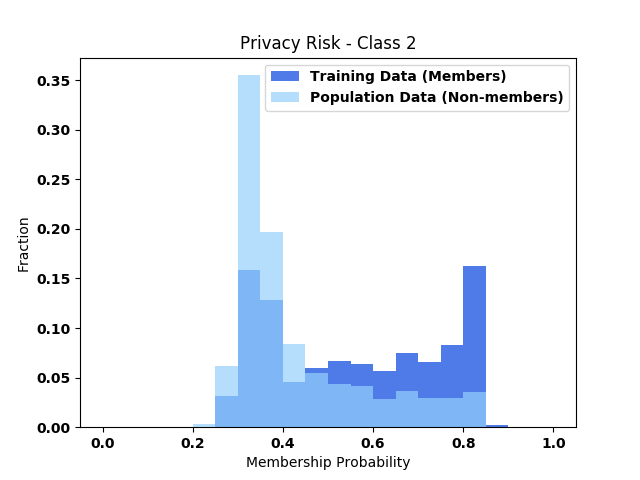 Privacy Risk - Class 2
Training Data (Members)
Population Data (Non-members)
0.35
0.30
0.25
0.20
0.15
0.10
0.05
0.00
Fraction
0.0 0.2 0.4 0.6 0.8 1.0
Membership Probability